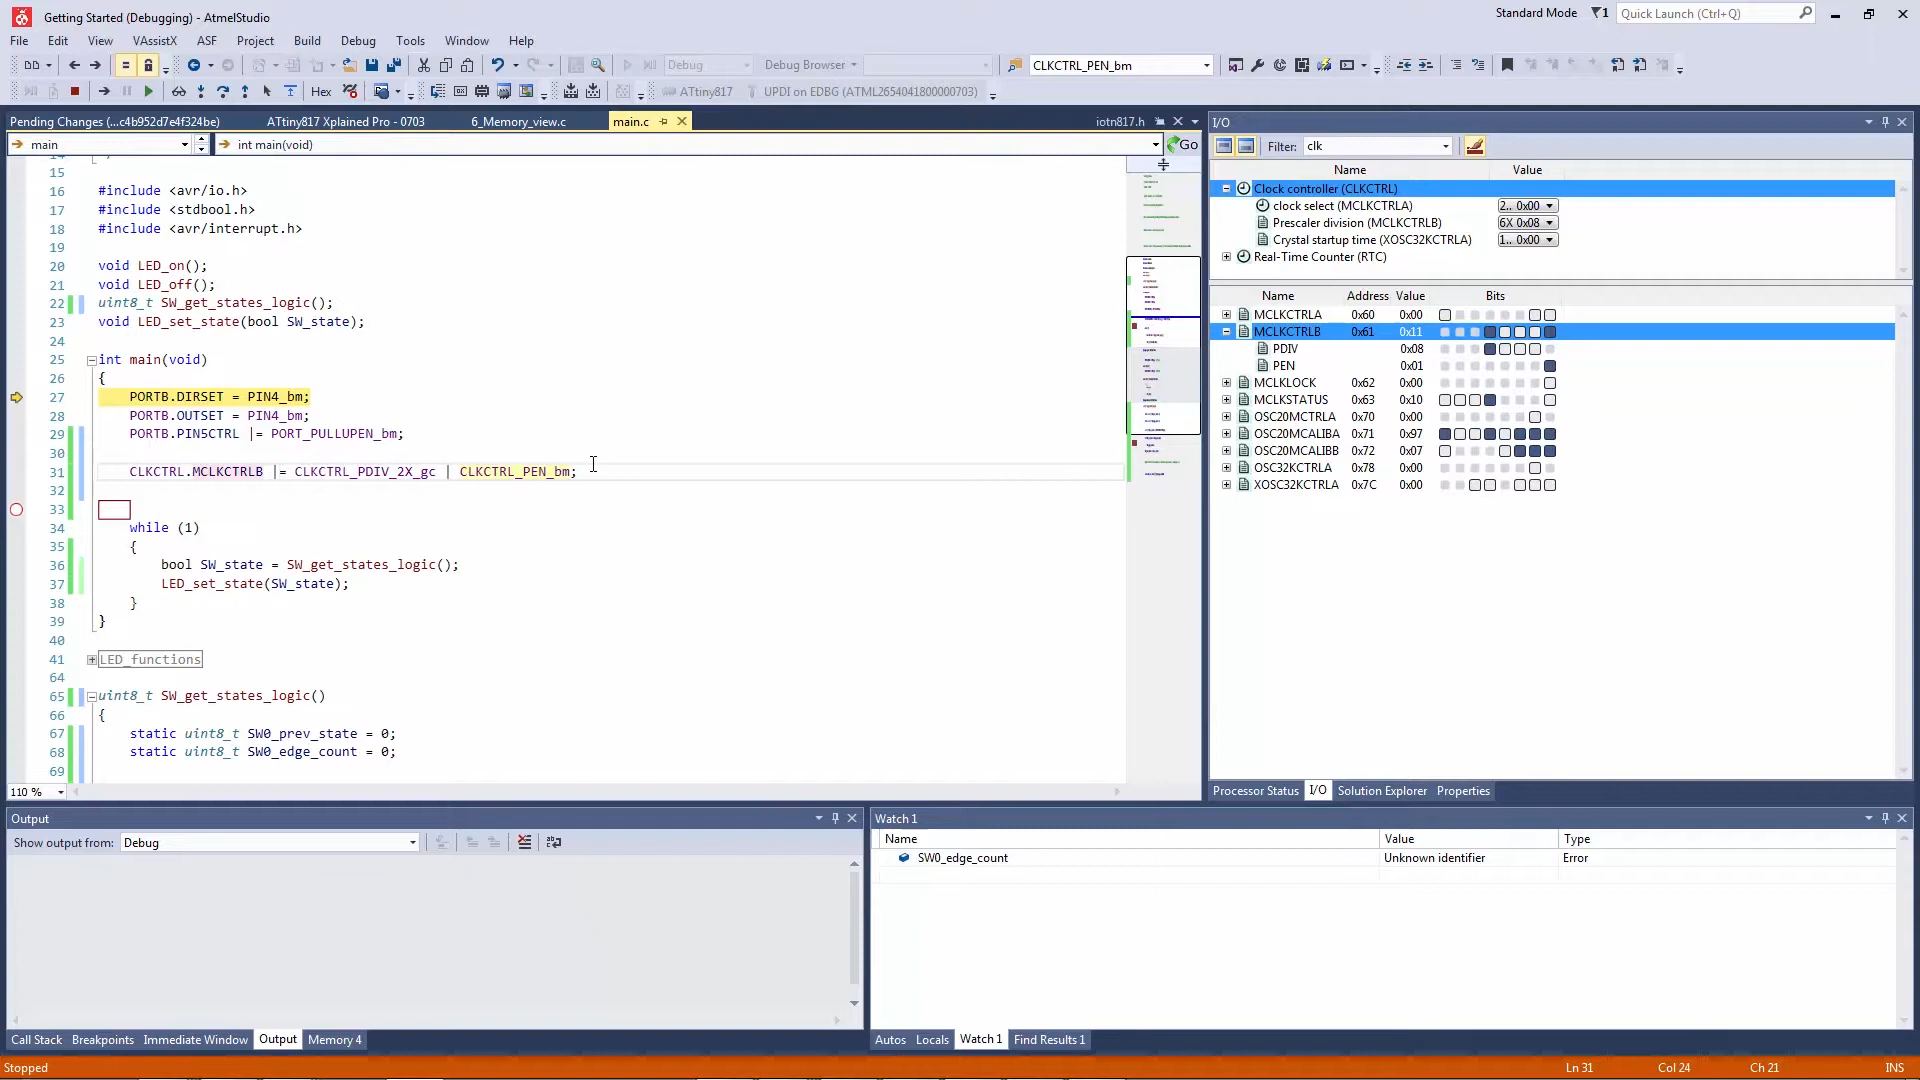 Getting Started (Debugging) - AtmelStudio
Standard Mode
1
Quick Launch (Ctrl+Q)
File Edit View VAssistX ASF Project Build Debug Tools Window Help
Debug
Debug Browser
CLKCTRL_PEN_bm
Hex
ATtiny817
UPDI on EDBG (ATML2654041800000703)
Pending Changes (...c4b952d7e4f324be)
ATtiny817 Xplained Pro - 0703
6_Memory_view.c
main.c
iotn817.h
main
int main(void)
Go
14
15
16 #include <avr/io.h>
17 #include <stdbool.h>
18 #include <avr/interrupt.h>
19
20 void LED_on();
21 void LED_off();
22 uint8_t SW_get_states_logic();
23 void LED_set_state(bool SW_state);
24
25 int main(void)
26 {
27 PORTB.DIRSET = PIN4_bm;
28 PORTB.OUTSET = PIN4_bm;
29 PORTB.PIN5CTRL |= PORT_PULLUPEN_bm;
30
31 CLKCTRL.MCLKCTRLB |= CLKCTRL_PDIV_2X_gc | CLKCTRL_PEN_bm;
32
33
34 while (1)
35 {
36 bool SW_state = SW_get_states_logic();
37 LED_set_state(SW_state);
38 }
39 }
40
41 LED_functions
64
65 uint8_t SW_get_states_logic()
66 {
67 static uint8_t SW0_prev_state = 0;
68 static uint8_t SW0_edge_count = 0;
69
110 %
I/O
Filter: clk
Name Value
Clock controller (CLKCTRL)
clock select (MCLKCTRLA) 2.. 0x00
Prescaler division (MCLKCTRLB) 6X 0x08
Crystal startup time (XOSC32KCTRLA) 1.. 0x00
Real-Time Counter (RTC)
Name Address Value Bits
MCLKCTRLA 0x60 0x00
MCLKCTRLB 0x61 0x11
PDIV 0x08
PEN 0x01
MCLKLOCK 0x62 0x00
MCLKSTATUS 0x63 0x10
OSC20MCTRLA 0x70 0x00
OSC20MCALIBA 0x71 0x97
OSC20MCALIBB 0x72 0x07
OSC32KCTRLA 0x78 0x00
XOSC32KCTRLA 0x7C 0x00
Processor Status I/O Solution Explorer Properties
Output
Show output from: Debug
Call Stack Breakpoints Immediate Window Output Memory 4
Watch 1
Name Value Type
SW0_edge_count Unknown identifier Error
Autos Locals Watch 1 Find Results 1
Stopped
Ln 31 Col 24 Ch 21 INS